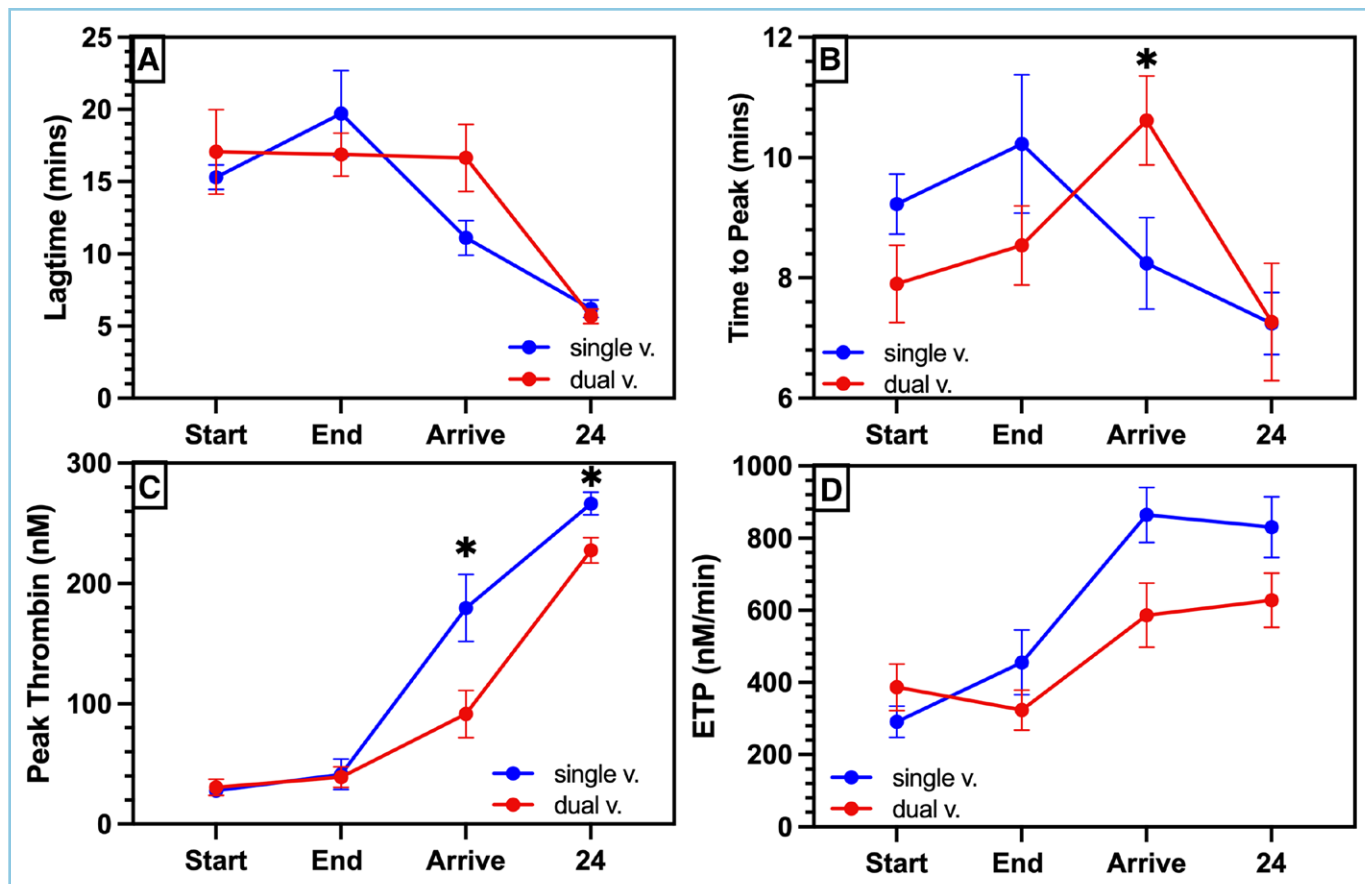 A
Lagtime (mins)
25
20
15
10
5
0
single v.
dual v.
Start End Arrive 24
B
Time to Peak (mins)
12
10
8
6
*
single v.
dual v.
Start End Arrive 24
C
Peak Thrombin (nM)
300
200
100
0
*
*
single v.
dual v.
Start End Arrive 24
D
ETP (nM/min)
1000
800
600
400
200
0
single v.
dual v.
Start End Arrive 24